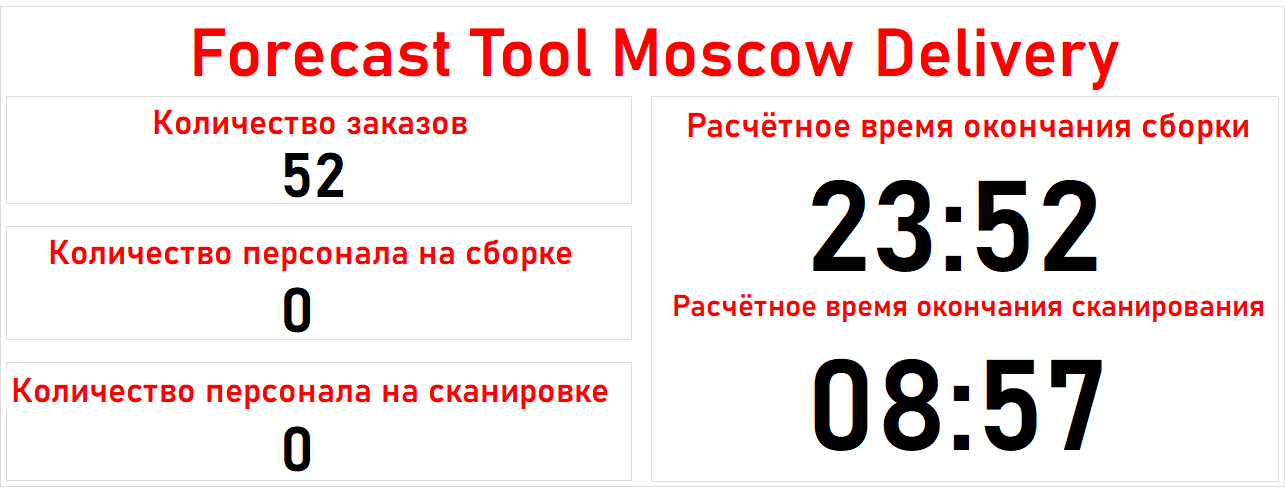 Forecast Tool Moscow Delivery
Количество заказов
52
Количество персонала на сборке
0
Количество персонала на сканировке
0
Расчётное время окончания сборки
23:52
Расчётное время окончания сканирования
08:57